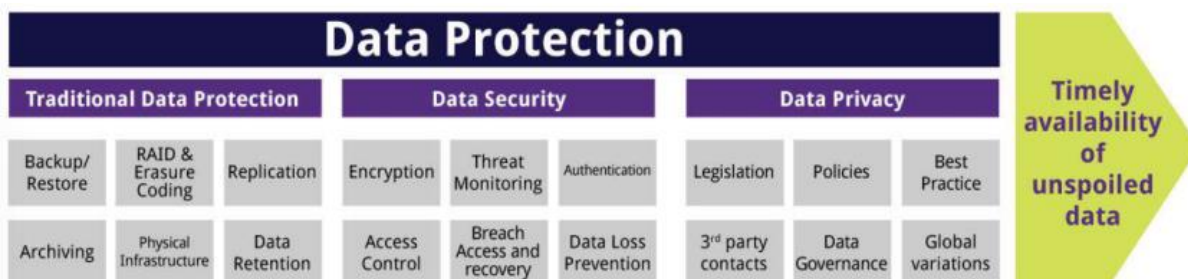 Data Protection
Traditional Data Protection
Data Security
Data Privacy
Backup/
Restore
RAID &
Erasure
Coding
Replication
Encryption
Threat
Monitoring
Authentication
Legislation
Policies
Best
Practice
Archiving
Physical
Infrastructure
Data
Retention
Access
Control
Breach
Access and
recovery
Data Loss
Prevention
3rd party
contacts
Data
Governance
Global
variations
Timely
availability
of
unspoiled
data